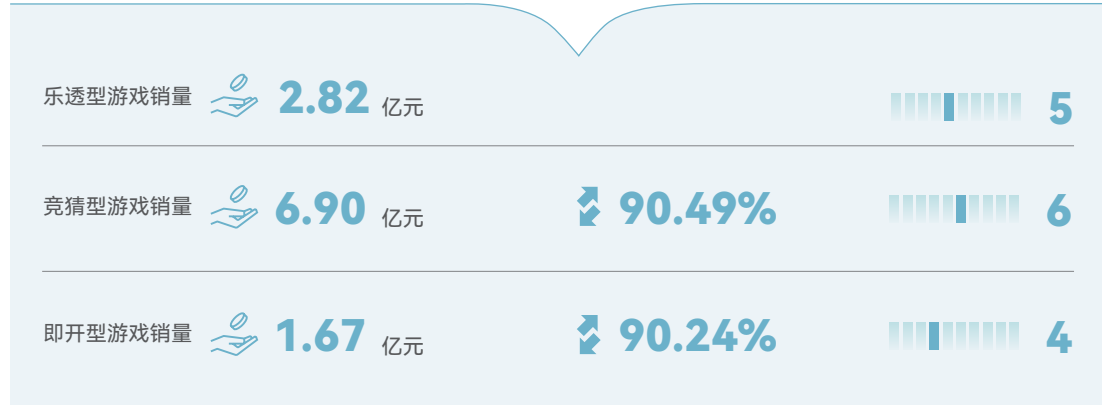 乐透型游戏销量 2.82 亿元 5
竞猜型游戏销量 6.90 亿元 90.49% 6
即开型游戏销量 1.67 亿元 90.24% 4